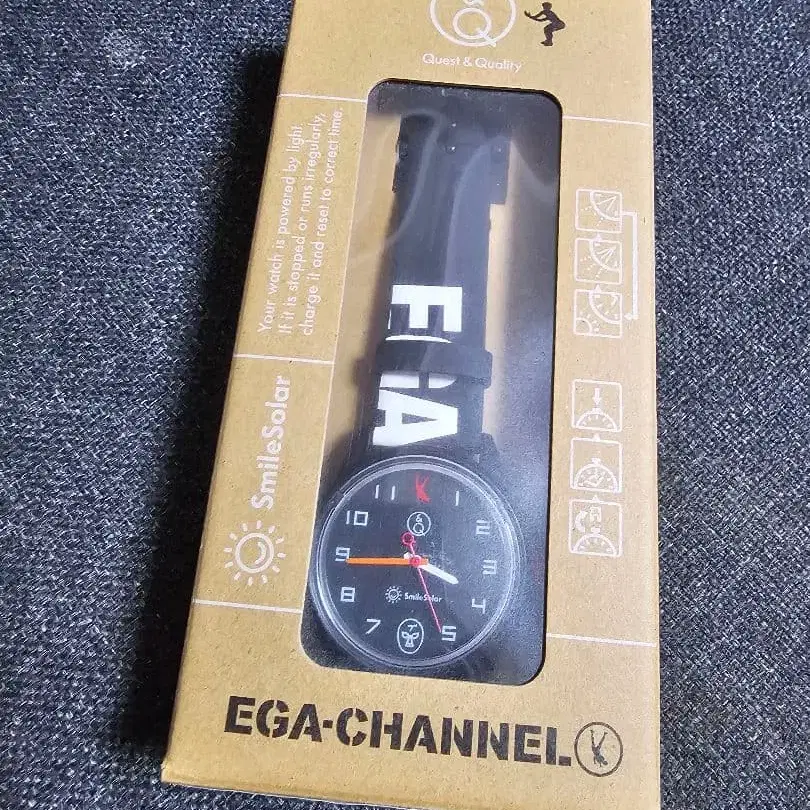 &Q
Quest & Quality
Your watch is powered by light.
If it is stopped or runs irregularly,
charge it and reset to correct time.
SmileSolar
EGA
11
1
10
2
&Q
9
3
8
SmileSolar
4
7
5
EGA-CHANNEL